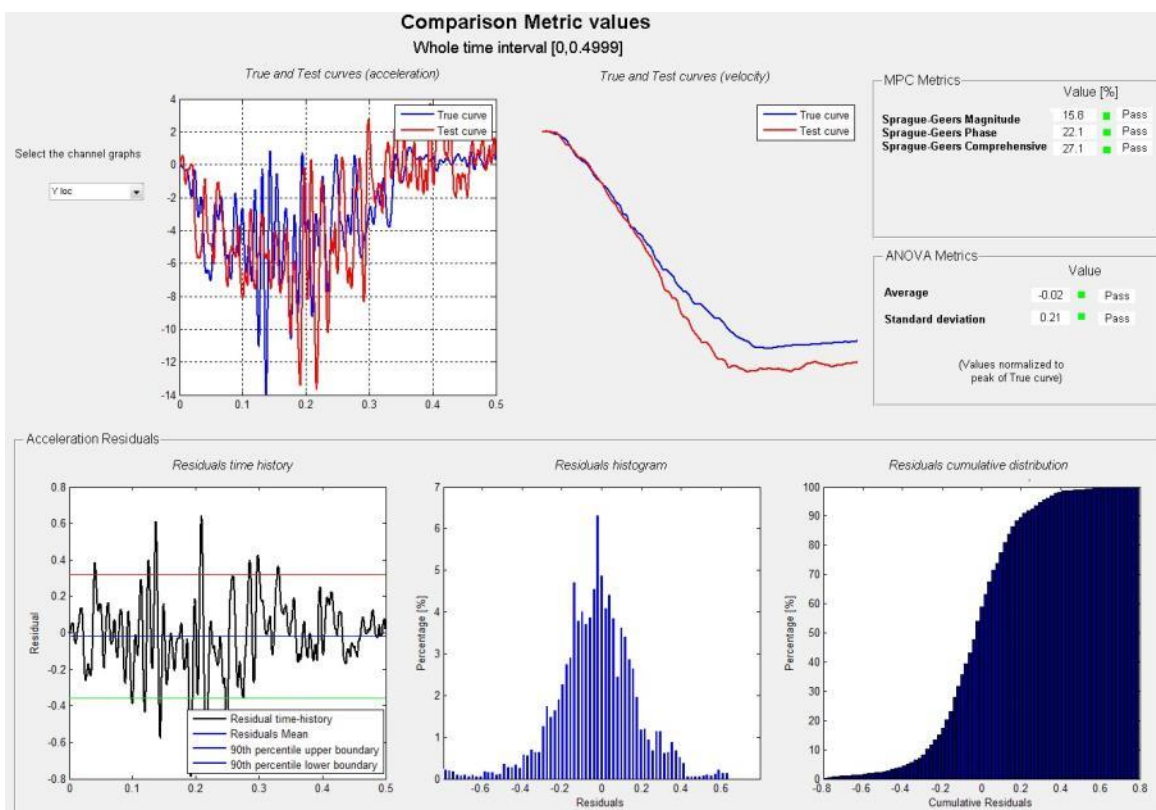 Comparison Metric values
Whole time interval [0,0.4999]
Select the channel graphs
Y loc
True and Test curves (acceleration)
True curve
Test curve
4
2
0
-2
-4
-6
-8
-10
-12
-14
0 0.1 0.2 0.3 0.4 0.5
True and Test curves (velocity)
True curve
Test curve
MPC Metrics
Value [%]
Sprague-Geers Magnitude 15.8 Pass
Sprague-Geers Phase 22.1 Pass
Sprague-Geers Comprehensive 27.1 Pass
ANOVA Metrics
Value
Average -0.02 Pass
Standard deviation 0.21 Pass
(Values normalized to
peak of True curve)
Acceleration Residuals
Residuals time history
Residual
0.8
0.6
0.4
0.2
0
-0.2
-0.4
-0.6
-0.8
0 0.1 0.2 0.3 0.4 0.5
Residual time-history
Residuals Mean
90th percentile upper boundary
90th percentile lower boundary
Residuals histogram
Percentage [%]
7
6
5
4
3
2
1
0
-0.6 -0.4 -0.2 0 0.2 0.4 0.6
Residuals
Residuals cumulative distribution
Percentage [%]
100
90
80
70
60
50
40
30
20
10
0
-0.8 -0.6 -0.4 -0.2 0 0.2 0.4 0.6 0.8
Cumulative Residuals